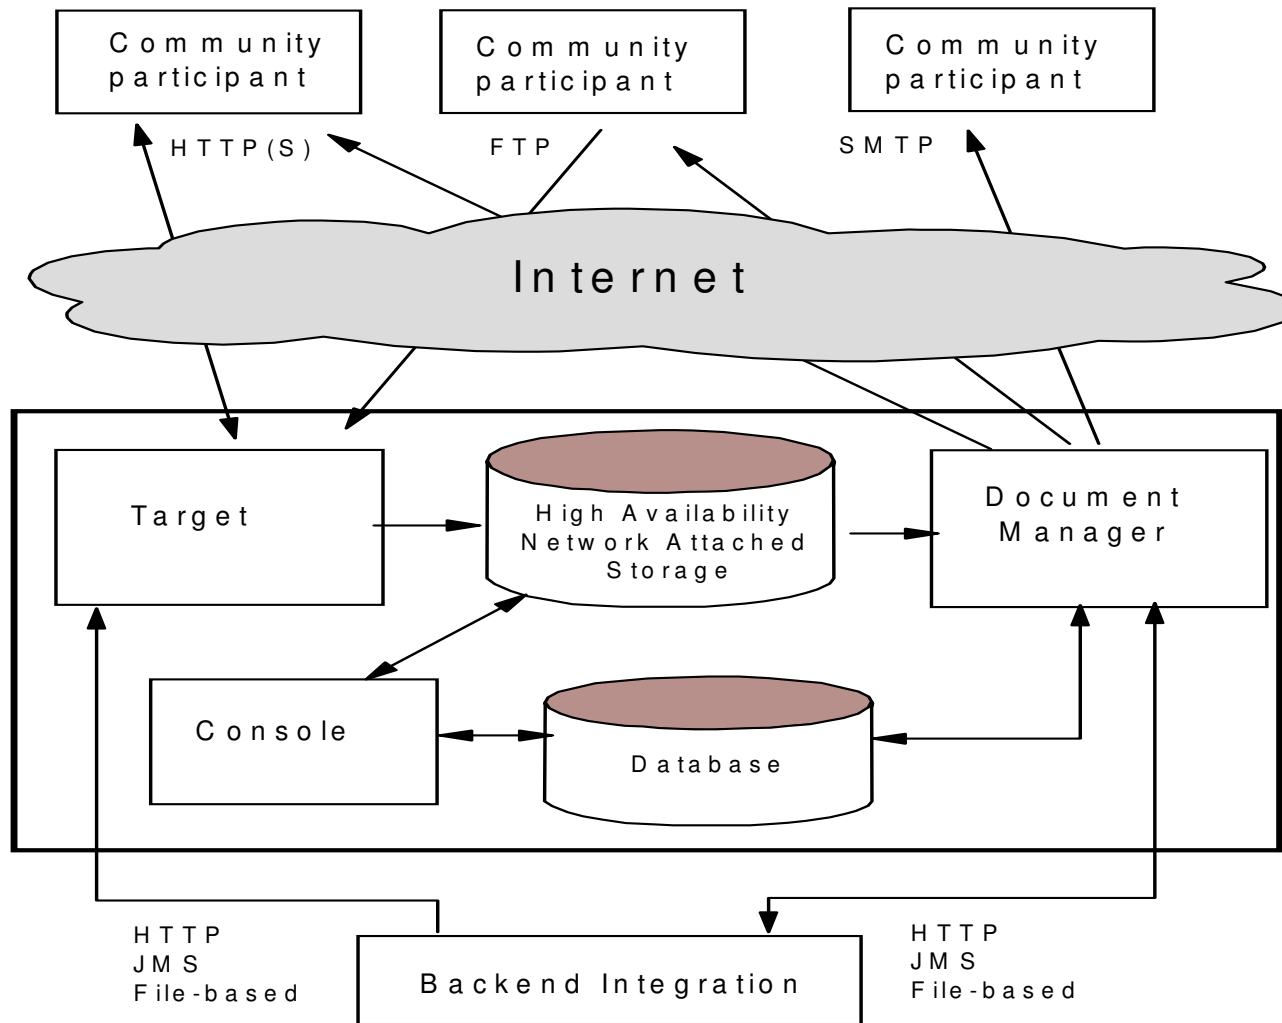 Community
participant
Community
participant
Community
participant
HTTP(S)
FTP
SMTP
Internet
Target
High Availability
Network Attached
Storage
Document
Manager
Console
Database
HTTP
JMS
File-based
Backend Integration
HTTP
JMS
File-based